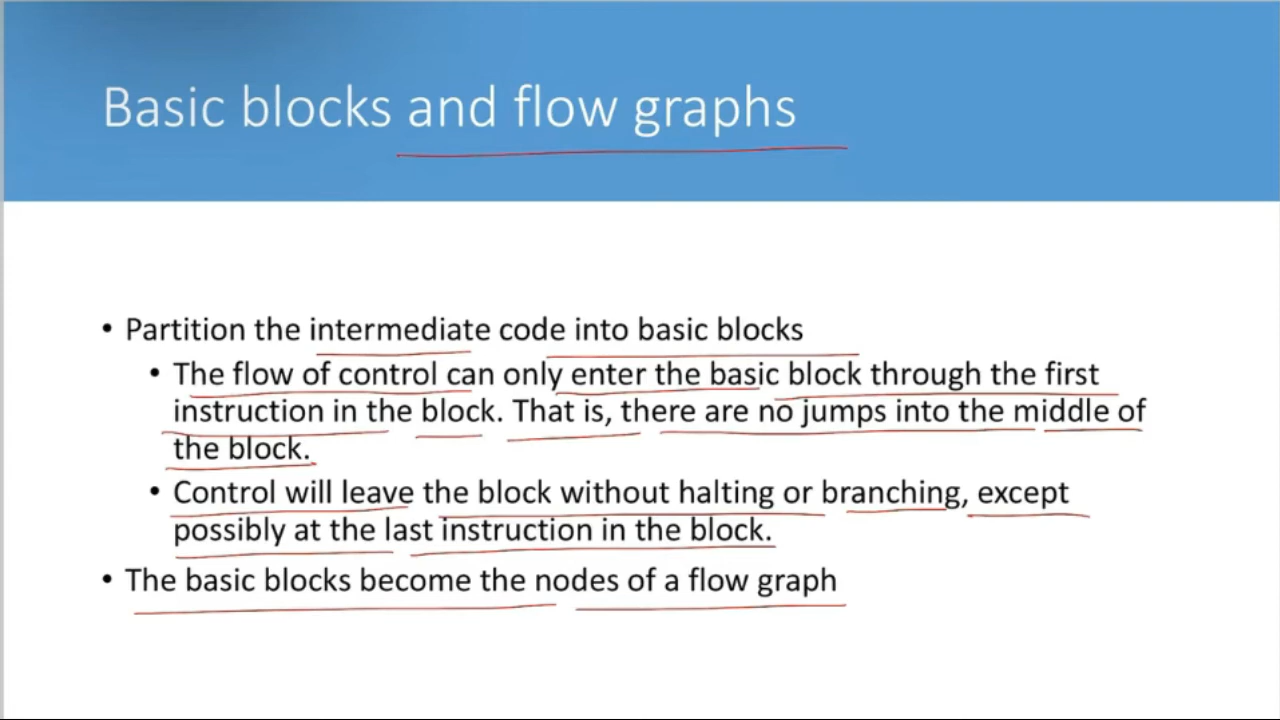 Basic blocks and flow graphs
• Partition the intermediate code into basic blocks
• The flow of control can only enter the basic block through the first
instruction in the block. That is, there are no jumps into the middle of
the block.
• Control will leave the block without halting or branching, except
possibly at the last instruction in the block.
• The basic blocks become the nodes of a flow graph